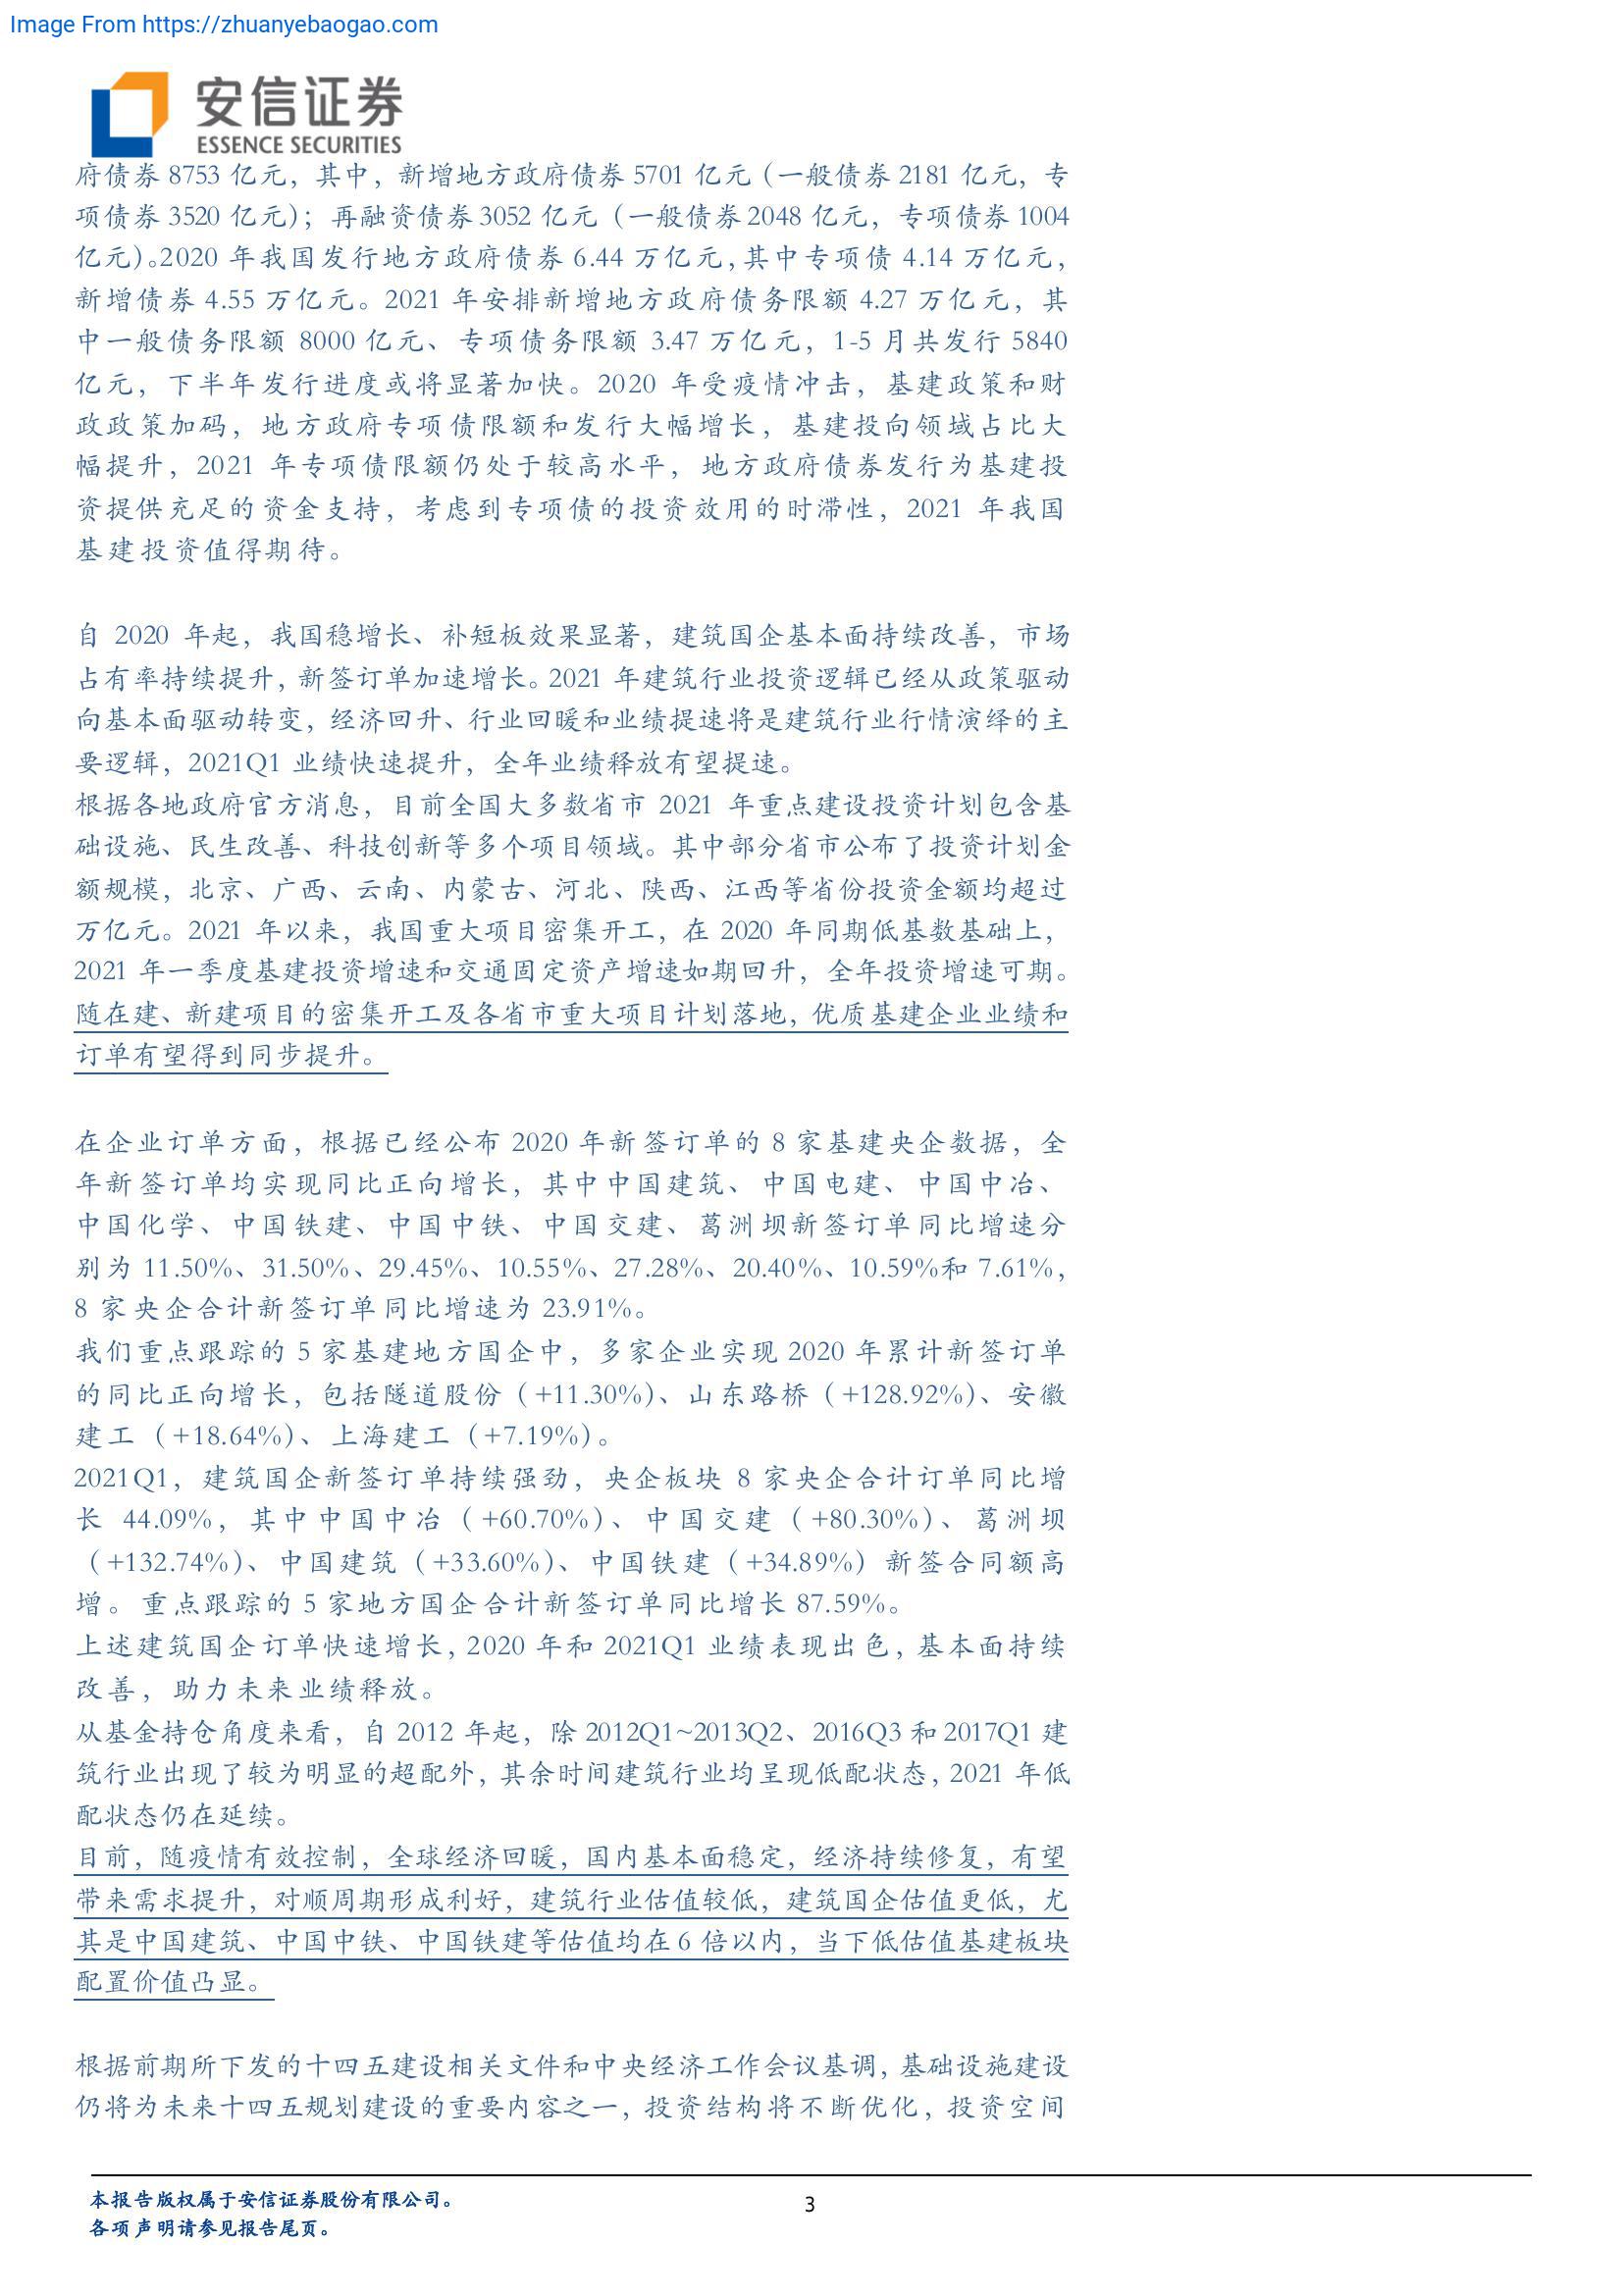 Image From https://zhuanyebaogao.com
安信证券
ESSENCE SECURITIES
府债券 8753 亿元，其中，新增地方政府债券 5701 亿元（一般债券 2181 亿元，专
项债券 3520 亿元）；再融资债券 3052 亿元（一般债券 2048 亿元，专项债券 1004
亿元）。2020 年我国发行地方政府债券 6.44 万亿元，其中专项债 4.14 万亿元，
新增债券 4.55 万亿元。2021 年安排新增地方政府债务限额 4.27 万亿元，其
中一般债务限额 8000 亿元、专项债务限额 3.47 万亿元，1-5 月共发行 5840
亿元，下半年发行进度或将显著加快。2020 年受疫情冲击，基建政策和财
政政策加码，地方政府专项债限额和发行大幅增长，基建投向领域占比大
幅提升，2021 年专项债限额仍处于较高水平，地方政府债券发行为基建投
资提供充足的资金支持，考虑到专项债的投资效用的时滞性，2021 年我国
基建投资值得期待。
自 2020 年起，我国稳增长、补短板效果显著，建筑国企基本面持续改善，市场
占有率持续提升，新签订单加速增长。2021 年建筑行业投资逻辑已经从政策驱动
向基本面驱动转变，经济回升、行业回暖和业绩提速将是建筑行业行情演绎的主
要逻辑，2021Q1 业绩快速提升，全年业绩释放有望提速。
根据各地政府官方消息，目前全国大多数省市 2021 年重点建设投资计划包含基
础设施、民生改善、科技创新等多个项目领域。其中部分省市公布了投资计划金
额规模，北京、广西、云南、内蒙古、河北、陕西、江西等省份投资金额均超过
万亿元。2021 年以来，我国重大项目密集开工，在 2020 年同期低基数基础上，
2021 年一季度基建投资增速和交通固定资产增速如期回升，全年投资增速可期。
随在建、新建项目的密集开工及各省市重大项目计划落地，优质基建企业业绩和
订单有望得到同步提升。
在企业订单方面，根据已经公布 2020 年新签订单的 8 家基建央企数据，全
年新签订单均实现同比正向增长，其中中国建筑、中国电建、中国中冶、
中国化学、中国铁建、中国中铁、中国交建、葛洲坝新签订单同比增速分
别为 11.50%、31.50%、29.45%、10.55%、27.28%、20.40%、10.59%和 7.61%，
8 家央企合计新签订单同比增速为 23.91%。
我们重点跟踪的 5 家基建地方国企中，多家企业实现 2020 年累计新签订单
的同比正向增长，包括隧道股份（+11.30%）、山东路桥（+128.92%）、安徽
建工（+18.64%）、上海建工（+7.19%）。
2021Q1，建筑国企新签订单持续强劲，央企板块 8 家央企合计订单同比增
长 44.09%，其中中国中冶（+60.70%）、中国交建（+80.30%）、葛洲坝
（+132.74%）、中国建筑（+33.60%）、中国铁建（+34.89%）新签合同额高
增。重点跟踪的 5 家地方国企合计新签订单同比增长 87.59%。
上述建筑国企订单快速增长，2020 年和 2021Q1 业绩表现出色，基本面持续
改善，助力未来业绩释放。
从基金持仓角度来看，自 2012 年起，除 2012Q1~2013Q2、2016Q3 和 2017Q1 建
筑行业出现了较为明显的超配外，其余时间建筑行业均呈现低配状态，2021 年低
配状态仍在延续。
目前，随疫情有效控制，全球经济回暖，国内基本面稳定，经济持续修复，有望
带来需求提升，对顺周期形成利好，建筑行业估值较低，建筑国企估值更低，尤
其是中国建筑、中国中铁、中国铁建等估值均在 6 倍以内，当下低估值基建板块
配置价值凸显。
根据前期所下发的十四五建设相关文件和中央经济工作会议基调，基础设施建设
仍将为未来十四五规划建设的重要内容之一，投资结构将不断优化，投资空间
本报告版权属于安信证券股份有限公司。
3
各项声明请参见报告尾页。